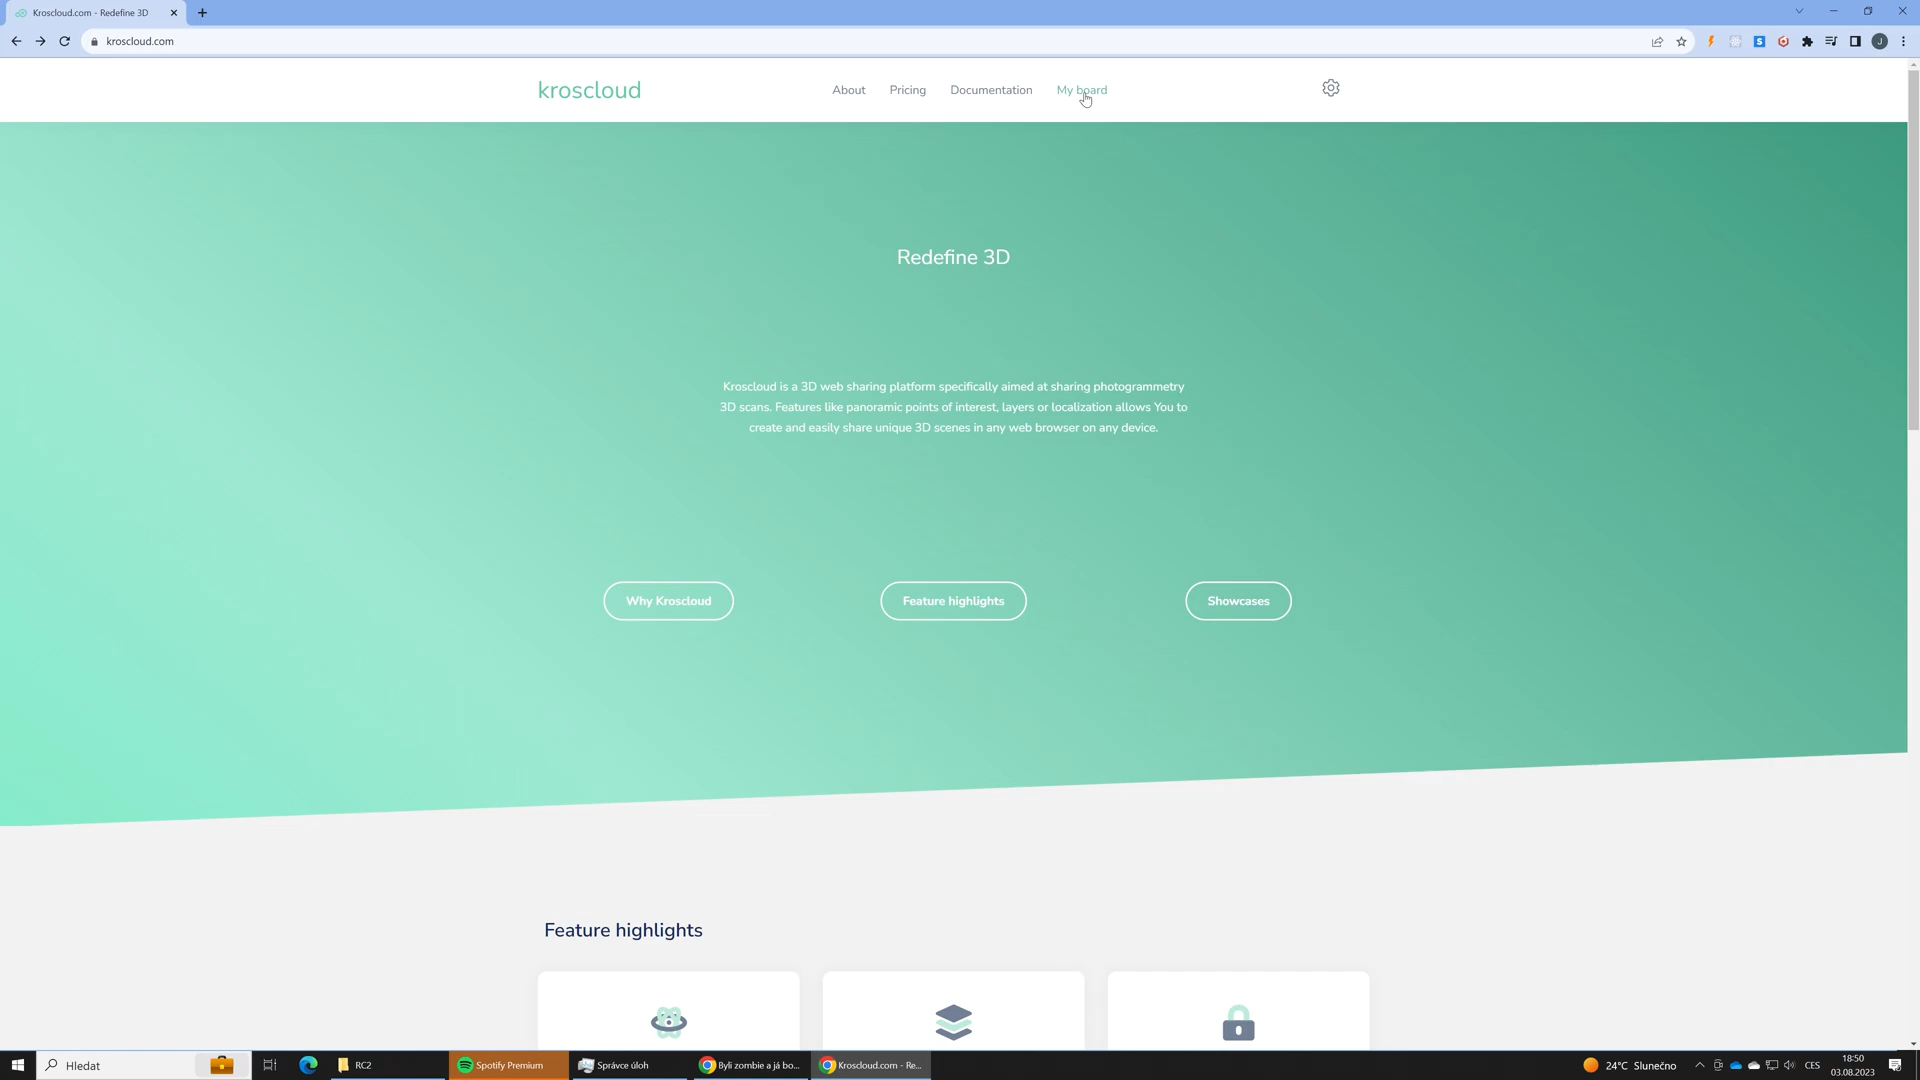 Kroscloud.com - Redefine 3D
kroscloud.com
J
kroscloud
About
Pricing
Documentation
My board
Redefine 3D
Kroscloud is a 3D web sharing platform specifically aimed at sharing photogrammetry
3D scans. Features like panoramic points of interest, layers or localization allows You to
create and easily share unique 3D scenes in any web browser on any device.
Why Kroscloud
Feature highlights
Showcases
Feature highlights
Hledat
RC2
Spotify Premium
Správce úloh
Byli zombie a já bo...
Kroscloud.com - Re...
24°C Slunečno
CES
18:50
03.08.2023